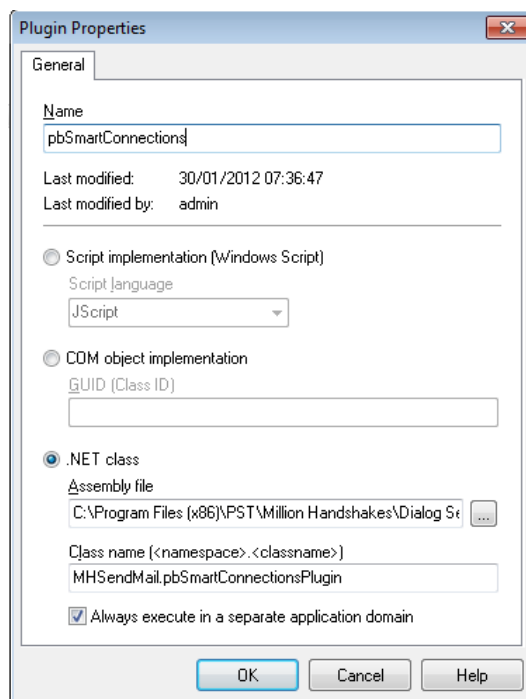 Plugin Properties
General
Name
pbSmartConnections
Last modified: 30/01/2012 07:36:47
Last modified by: admin
Script implementation (Windows Script)
Script language
JScript
COM object implementation
GUID (Class ID)
.NET class
Assembly file
C:\Program Files (x86)\PST\Million Handshakes\Dialog Se
...
Class name (<namespace>.<classname>)
MHSendMail.pbSmartConnectionsPlugin
Always execute in a separate application domain
OK Cancel Help